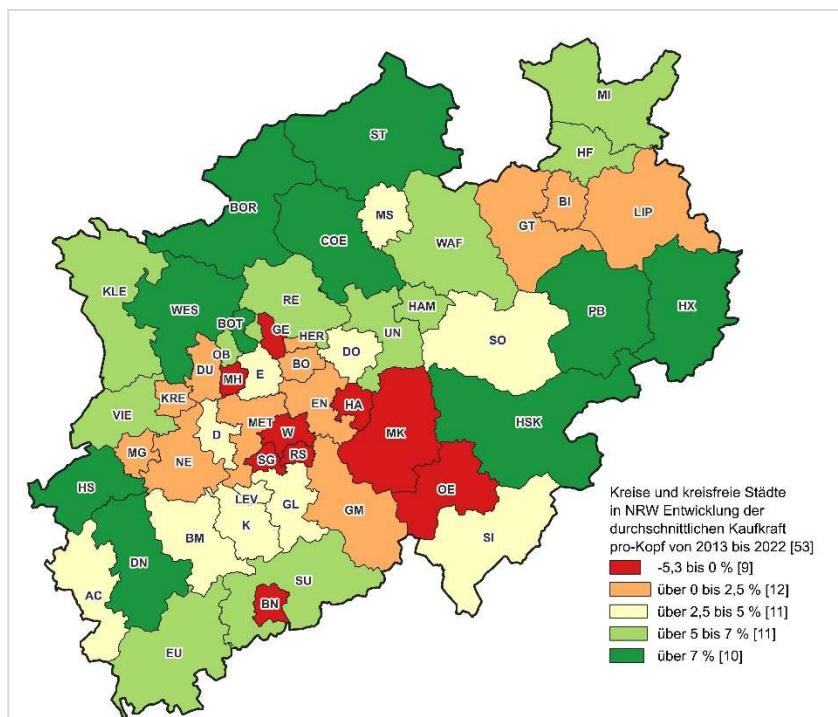 MI
ST
HF
BOR
MS
BI
LIP
GT
COE
WAF
KLE
RE
WES
HAM
PB
HX
BOT
GE
HER
UN
SO
OB
DO
DU
MH
E
BO
KRE
EN
HA
HSK
VIE
MET
W
MK
D
MG
NE
SG
RS
OE
HS
LEV
GL
GM
K
BM
SI
DN
AC
SU
BN
EU
Kreise und kreisfreie Städte
in NRW Entwicklung der
durchschnittlichen Kaufkraft
pro-Kopf von 2013 bis 2022 [53]
-5,3 bis 0 % [9]
über 0 bis 2,5 % [12]
über 2,5 bis 5 % [11]
über 5 bis 7 % [11]
über 7 % [10]